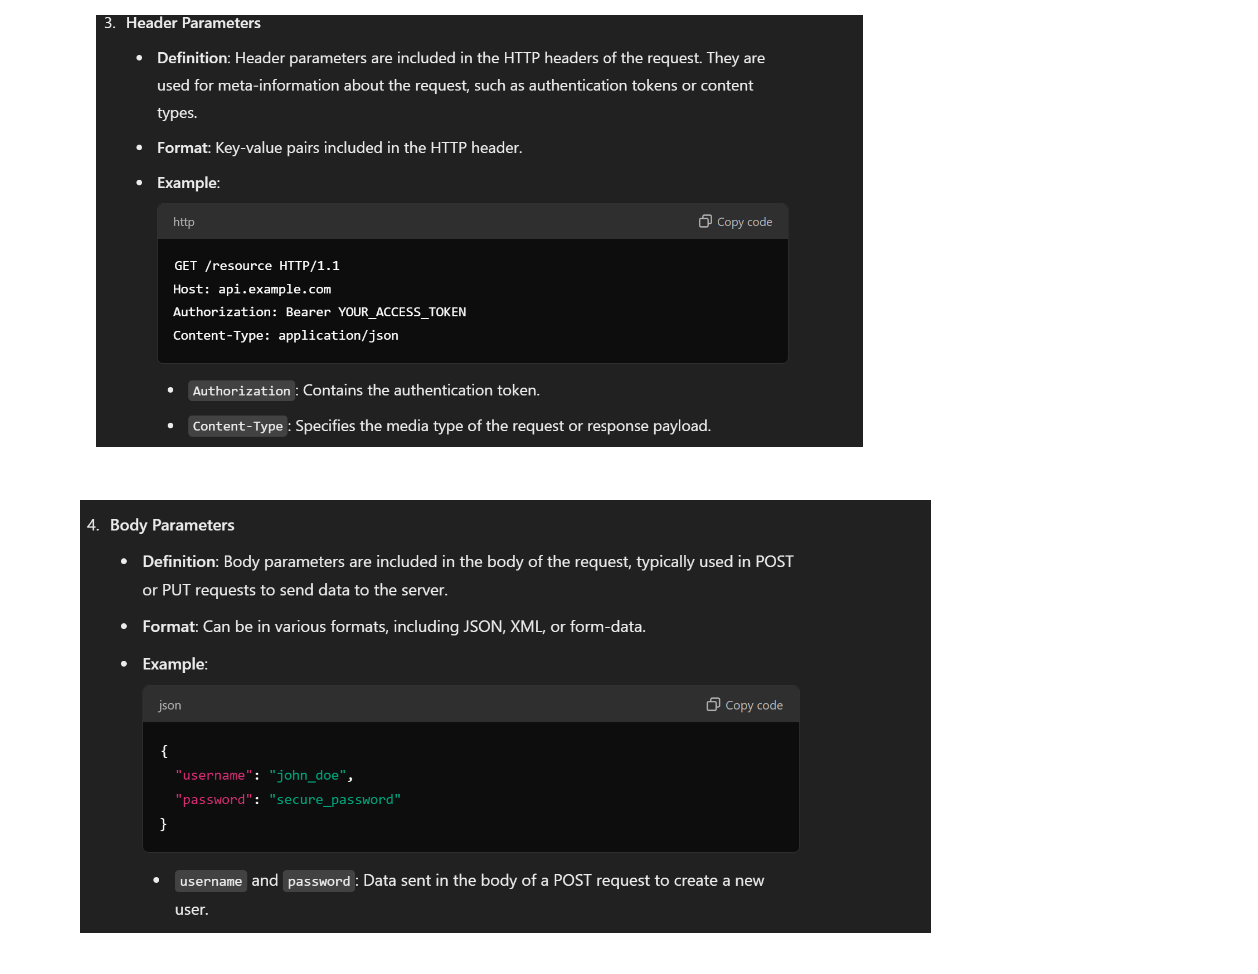 3. Header Parameters
• Definition: Header parameters are included in the HTTP headers of the request. They are
used for meta-information about the request, such as authentication tokens or content
types.
• Format: Key-value pairs included in the HTTP header.
• Example:
http Copy code
GET /resource HTTP/1.1
Host: api.example.com
Authorization: Bearer YOUR_ACCESS_TOKEN
Content-Type: application/json
• Authorization: Contains the authentication token.
• Content-Type: Specifies the media type of the request or response payload.
4. Body Parameters
• Definition: Body parameters are included in the body of the request, typically used in POST
or PUT requests to send data to the server.
• Format: Can be in various formats, including JSON, XML, or form-data.
• Example:
json Copy code
{
"username": "john_doe",
"password": "secure_password"
}
• username and password: Data sent in the body of a POST request to create a new
user.